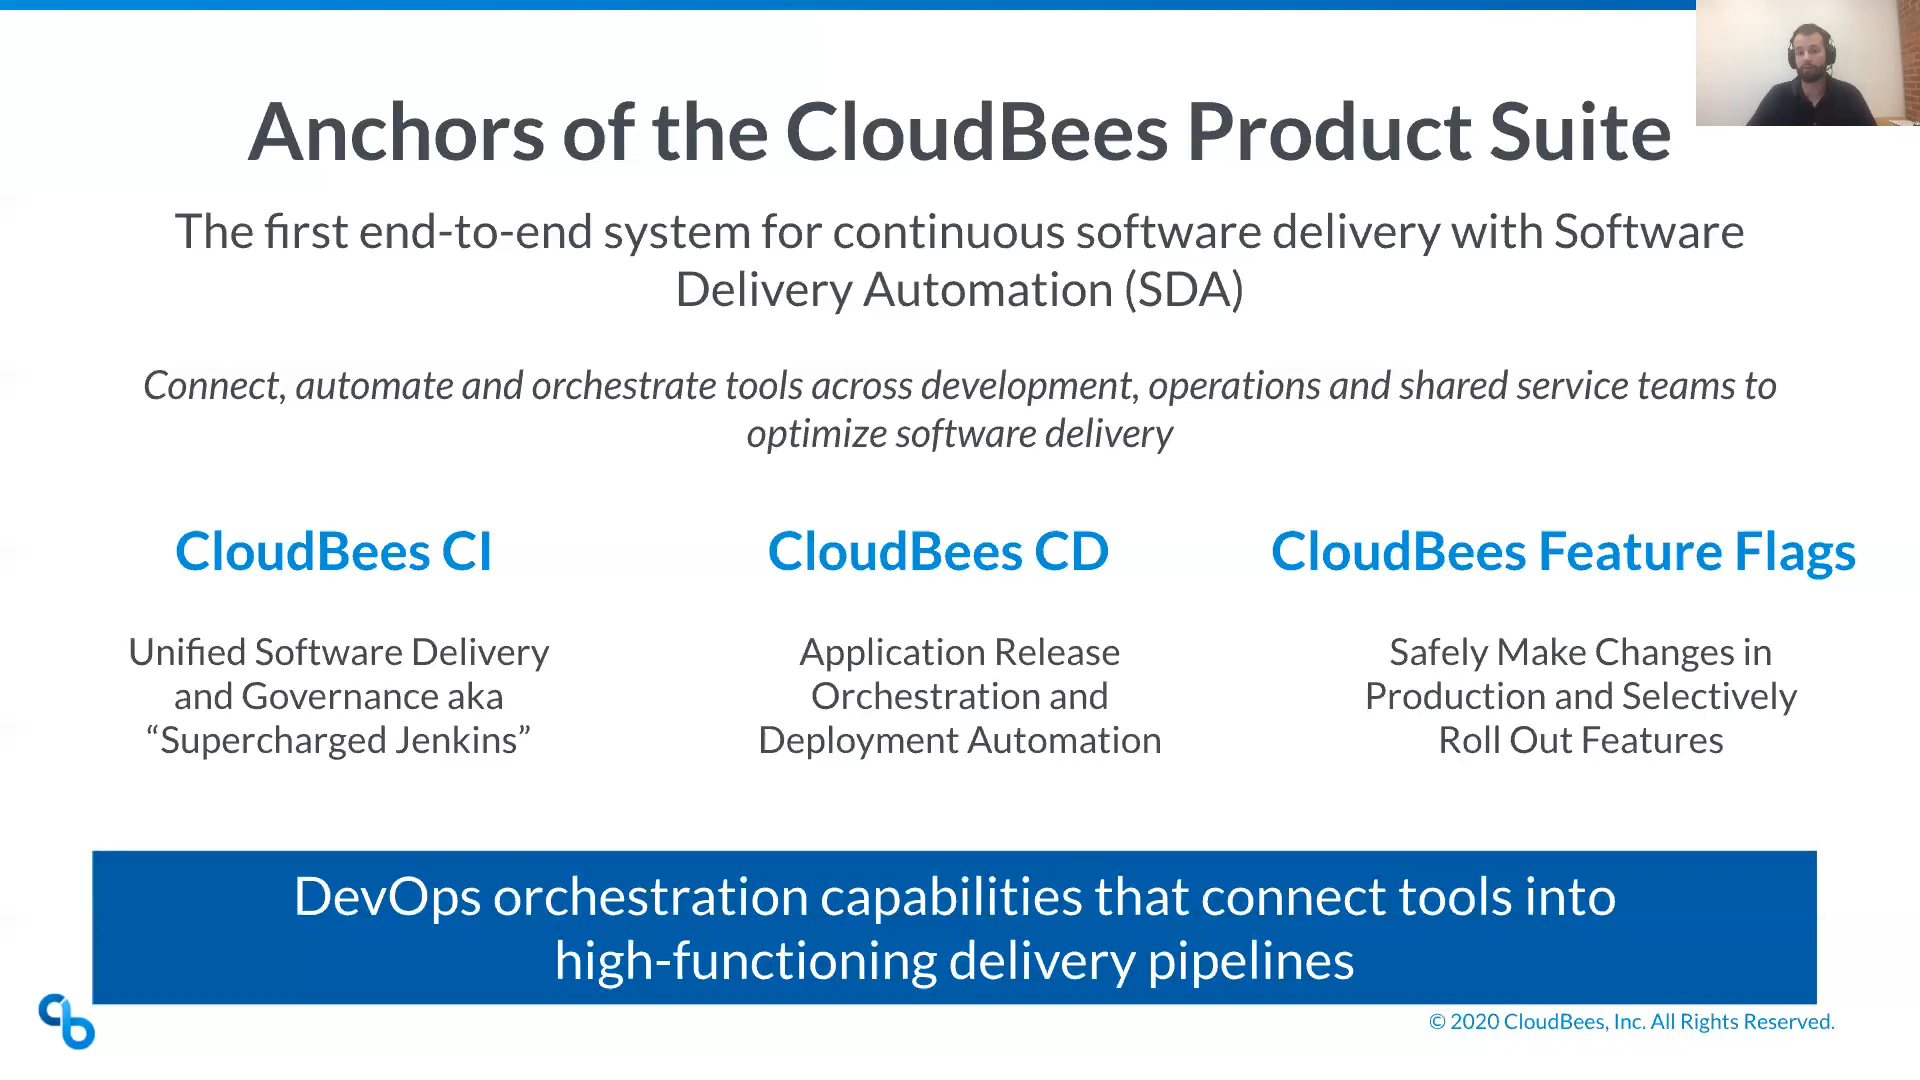 Anchors of the CloudBees Product Suite
The first end-to-end system for continuous software delivery with Software
Delivery Automation (SDA)
Connect, automate and orchestrate tools across development, operations and shared service teams to
optimize software delivery
CloudBees CI
Unified Software Delivery
and Governance aka
“Supercharged Jenkins”
CloudBees CD
Application Release
Orchestration and
Deployment Automation
CloudBees Feature Flags
Safely Make Changes in
Production and Selectively
Roll Out Features
DevOps orchestration capabilities that connect tools into
high-functioning delivery pipelines
© 2020 CloudBees, Inc. All Rights Reserved.